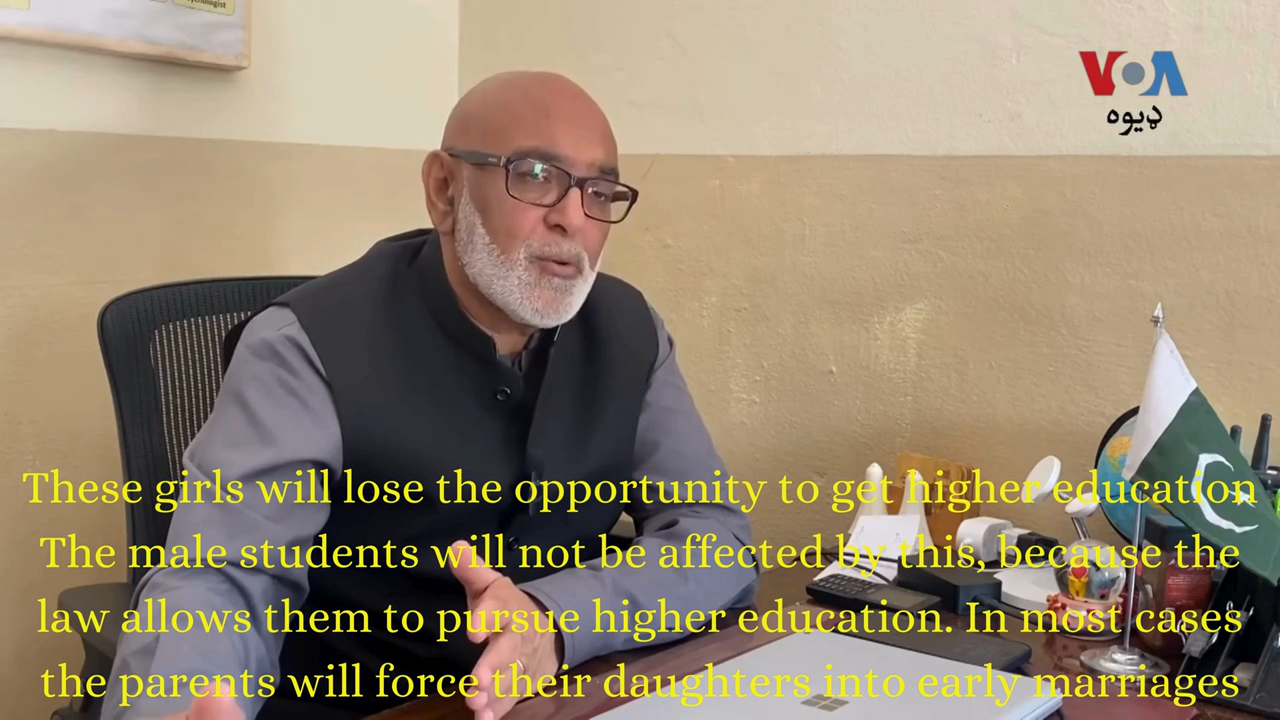 Psychologist
VOA
ډیوه
These girls will lose the opportunity to get higher education
The male students will not be affected by this, because the
law allows them to pursue higher education. In most cases
the parents will force their daughters into early marriages